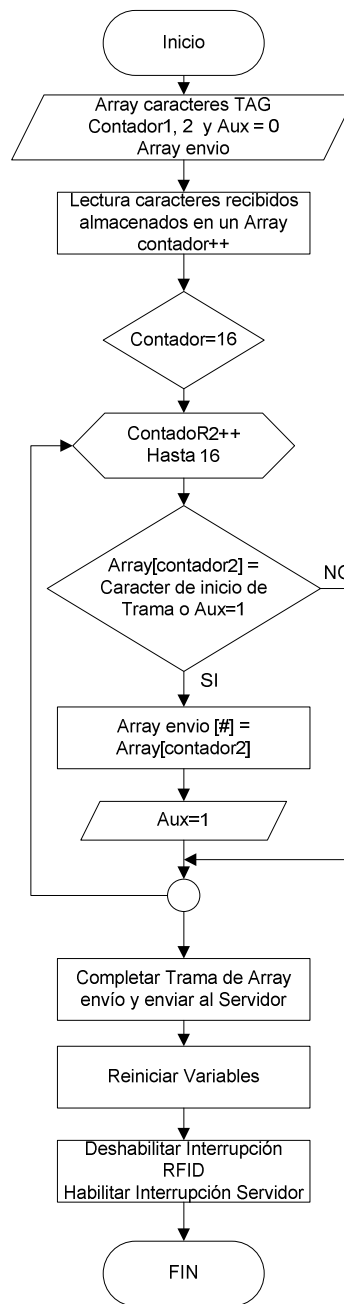 Inicio
Array caracteres TAG
Contador1, 2 y Aux = 0
Array envio
Lectura caracteres recibidos
almacenados en un Array
contador++
Contador=16
ContadoR2++
Hasta 16
Array[contador2] =
Caracter de inicio de
Trama o Aux=1
NO
SI
Array envio [#] =
Array[contador2]
Aux=1
Completar Trama de Array
envío y enviar al Servidor
Reiniciar Variables
Deshabilitar Interrupción
RFID
Habilitar Interrupción Servidor
FIN